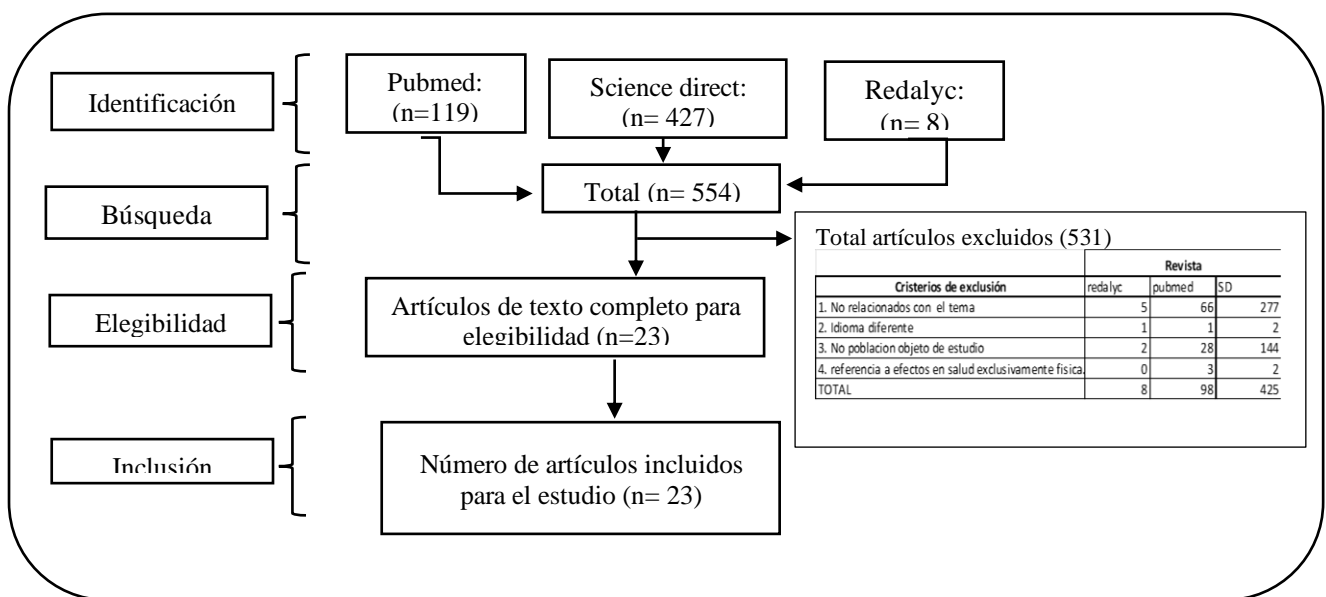 Identificación
Pubmed:
(n=119)
Science direct:
(n= 427)
Redalyc:
(n= 8)
Búsqueda
Total (n= 554)
Total artículos excluidos (531)
Revista
Cristerios de exclusión redalyc pubmed SD
1. No relacionados con el tema 5 66 277
2. Idioma diferente 1 1 2
3. No poblacion objeto de estudio 2 28 144
4. referencia a efectos en salud exclusivamente fisica. 0 3 2
TOTAL 8 98 425
Elegibilidad
Artículos de texto completo para
elegibilidad (n=23)
Inclusión
Número de artículos incluidos
para el estudio (n= 23)